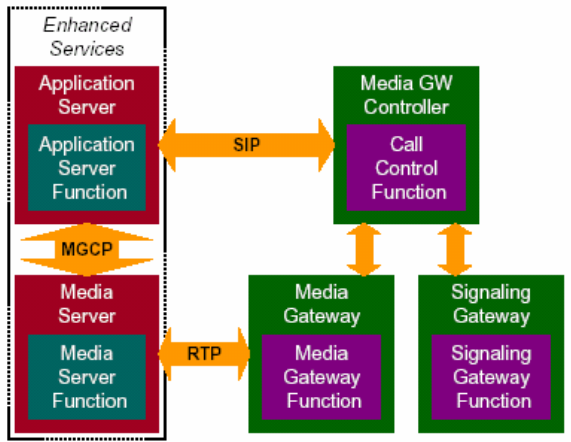 Enhanced
Services
Application
Server
Application
Server
Function
MGCP
Media
Server
Media
Server
Function
SIP
RTP
Media GW
Controller
Call
Control
Function
Media
Gateway
Media
Gateway
Function
Signaling
Gateway
Signaling
Gateway
Function